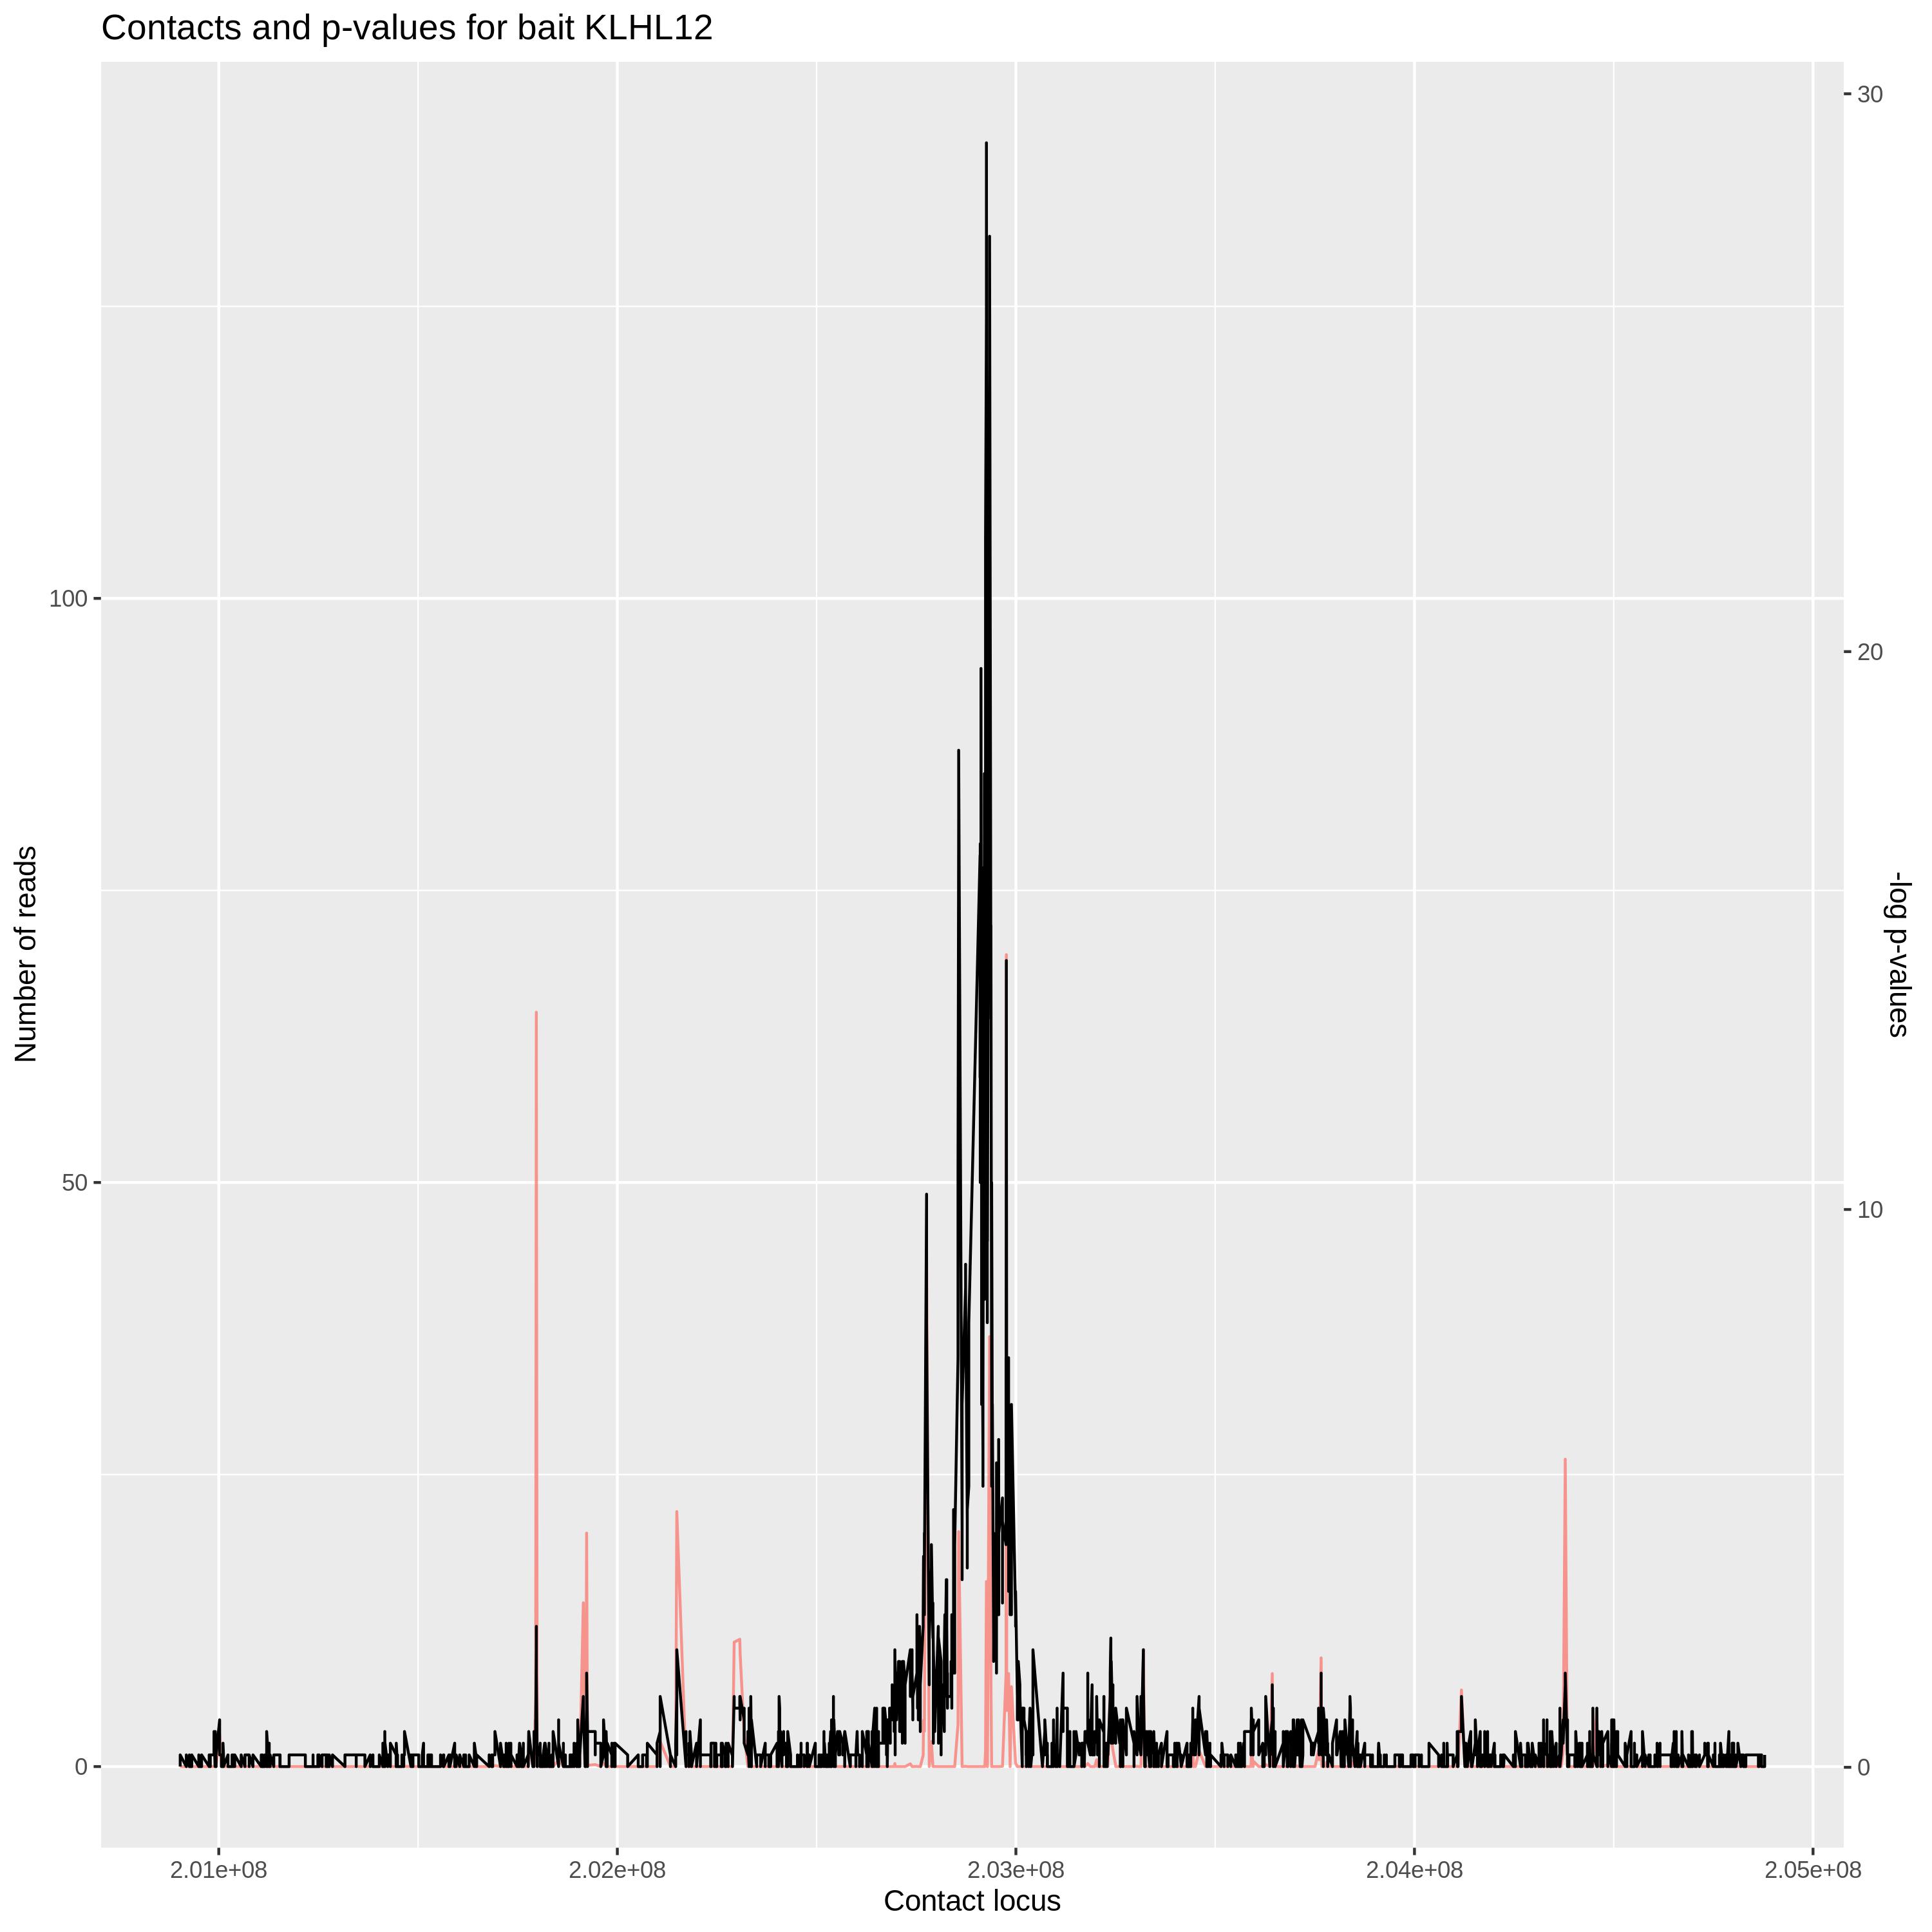 Contacts and p-values for bait KLHL12
30
100
20
Number of reads
-log p-values
50
10
0
0
2.01e+08
2.02e+08
2.03e+08
2.04e+08
2.05e+08
Contact locus